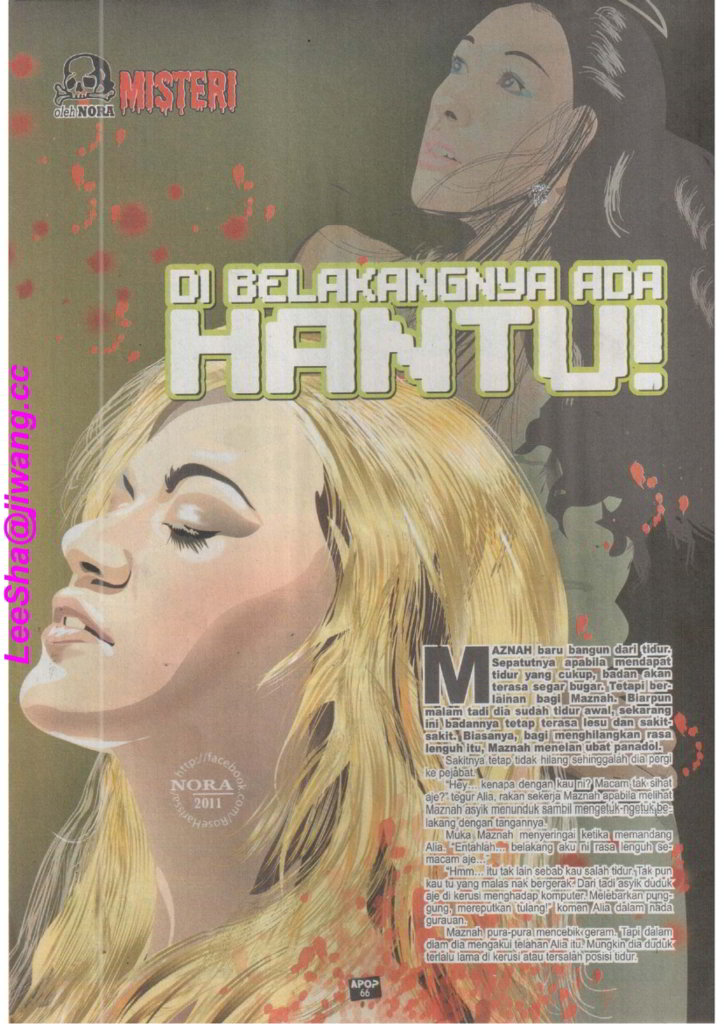 oleh NORA
MISTERI
DI BELAKANGNYA ADA
HANTU!
LeeSha@jiwang.cc
MAZNAH baru bangun dari tidur.
Sepatutnya apabila mendapat
tidur yang cukup, badan akan
terasa segar bugar. Tetapi ber-
lainan bagi Maznah. Biarpun
malam tadi dia sudah tidur awal, sekarang
ini badannya tetap terasa lesu dan sakit-
sakit. Biasanya, bagi menghilangkan rasa
lenguh itu, Maznah menelan ubat panadol.
Sakitnya tetap tidak hilang sehinggalah dia pergi
ke pejabat.
"Hey... kenapa dengan kau ni? Macam tak sihat
aje?" tegur Alia, rakan sekerja Maznah apabila melihat
Maznah asyik menunduk sambil mengetuk-ngetuk be-
lakang dengan tangannya.
Muka Maznah menyeringai ketika memandang
Alia. "Entahlah... belakang aku ni rasa lenguh se-
macam aje..."
"Hmm... itu tak lain sebab kau salah tidur. Tak pun
kau tu yang malas nak bergerak. Dari tadi asyik duduk
aje di kerusi menghadap komputer. Melebarkan pung-
gung, mereputkan tulang!" komen Alia dalam nada
gurauan.
Maznah pura-pura mencebik geram. Tapi dalam
diam dia mengakui telahan Alia itu. Mungkin dia duduk
terlalu lama di kerusi atau tersalah posisi tidur.
http://facebook
NORA
2011
APOP
66